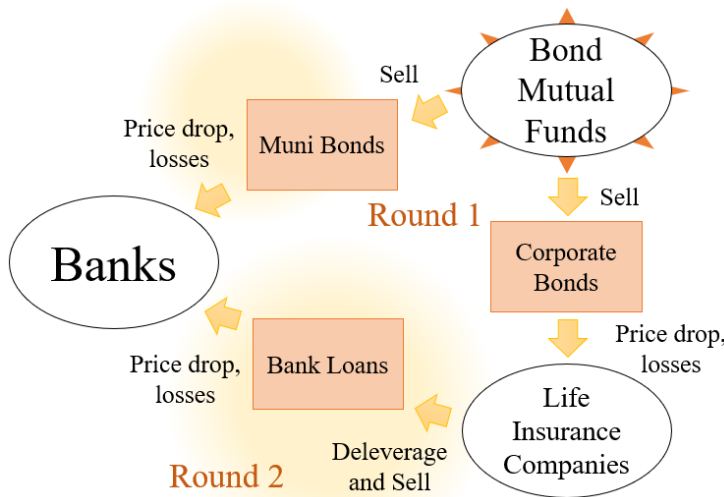 Bond
Mutual
Funds
Sell
Price drop,
losses
Muni Bonds
Sell
Round 1
Banks
Corporate
Bonds
Price drop,
losses
Bank Loans
Price drop,
losses
Life
Insurance
Companies
Deleverage
and Sell
Round 2